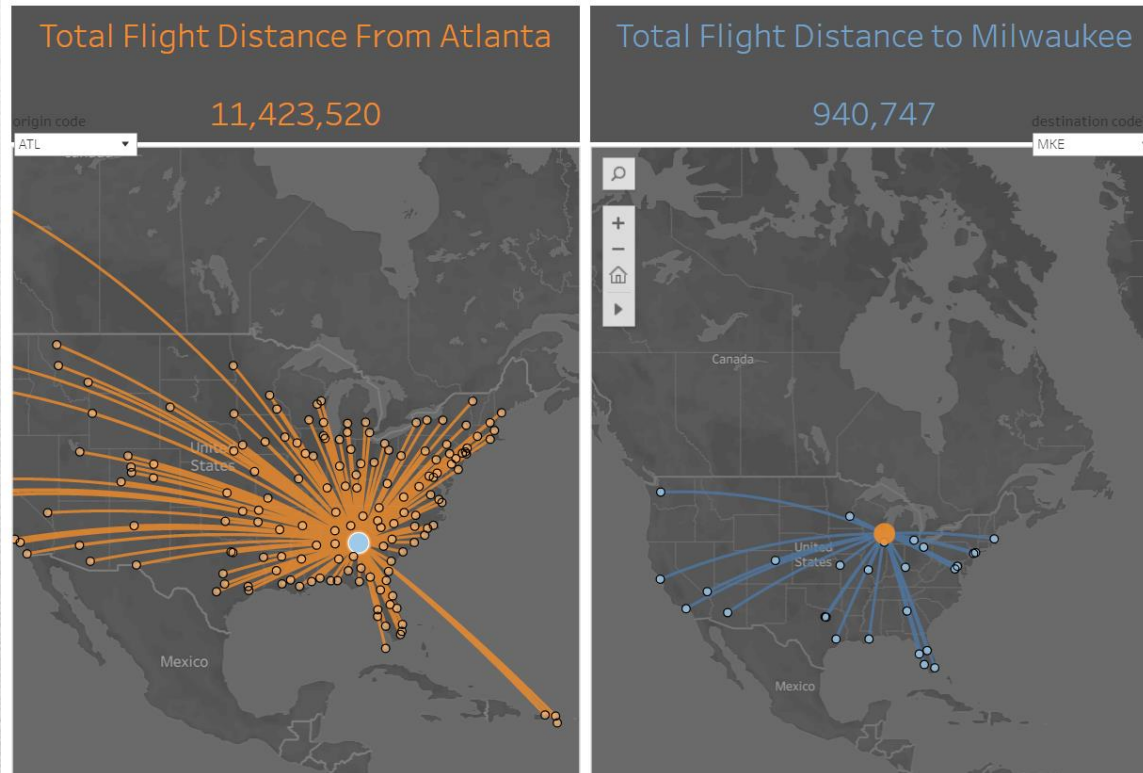 Total Flight Distance From Atlanta
11,423,520
origin code
ATL
United
States
Mexico
Total Flight Distance to Milwaukee
940,747
destination code
MKE
Canada
United
States
Mexico